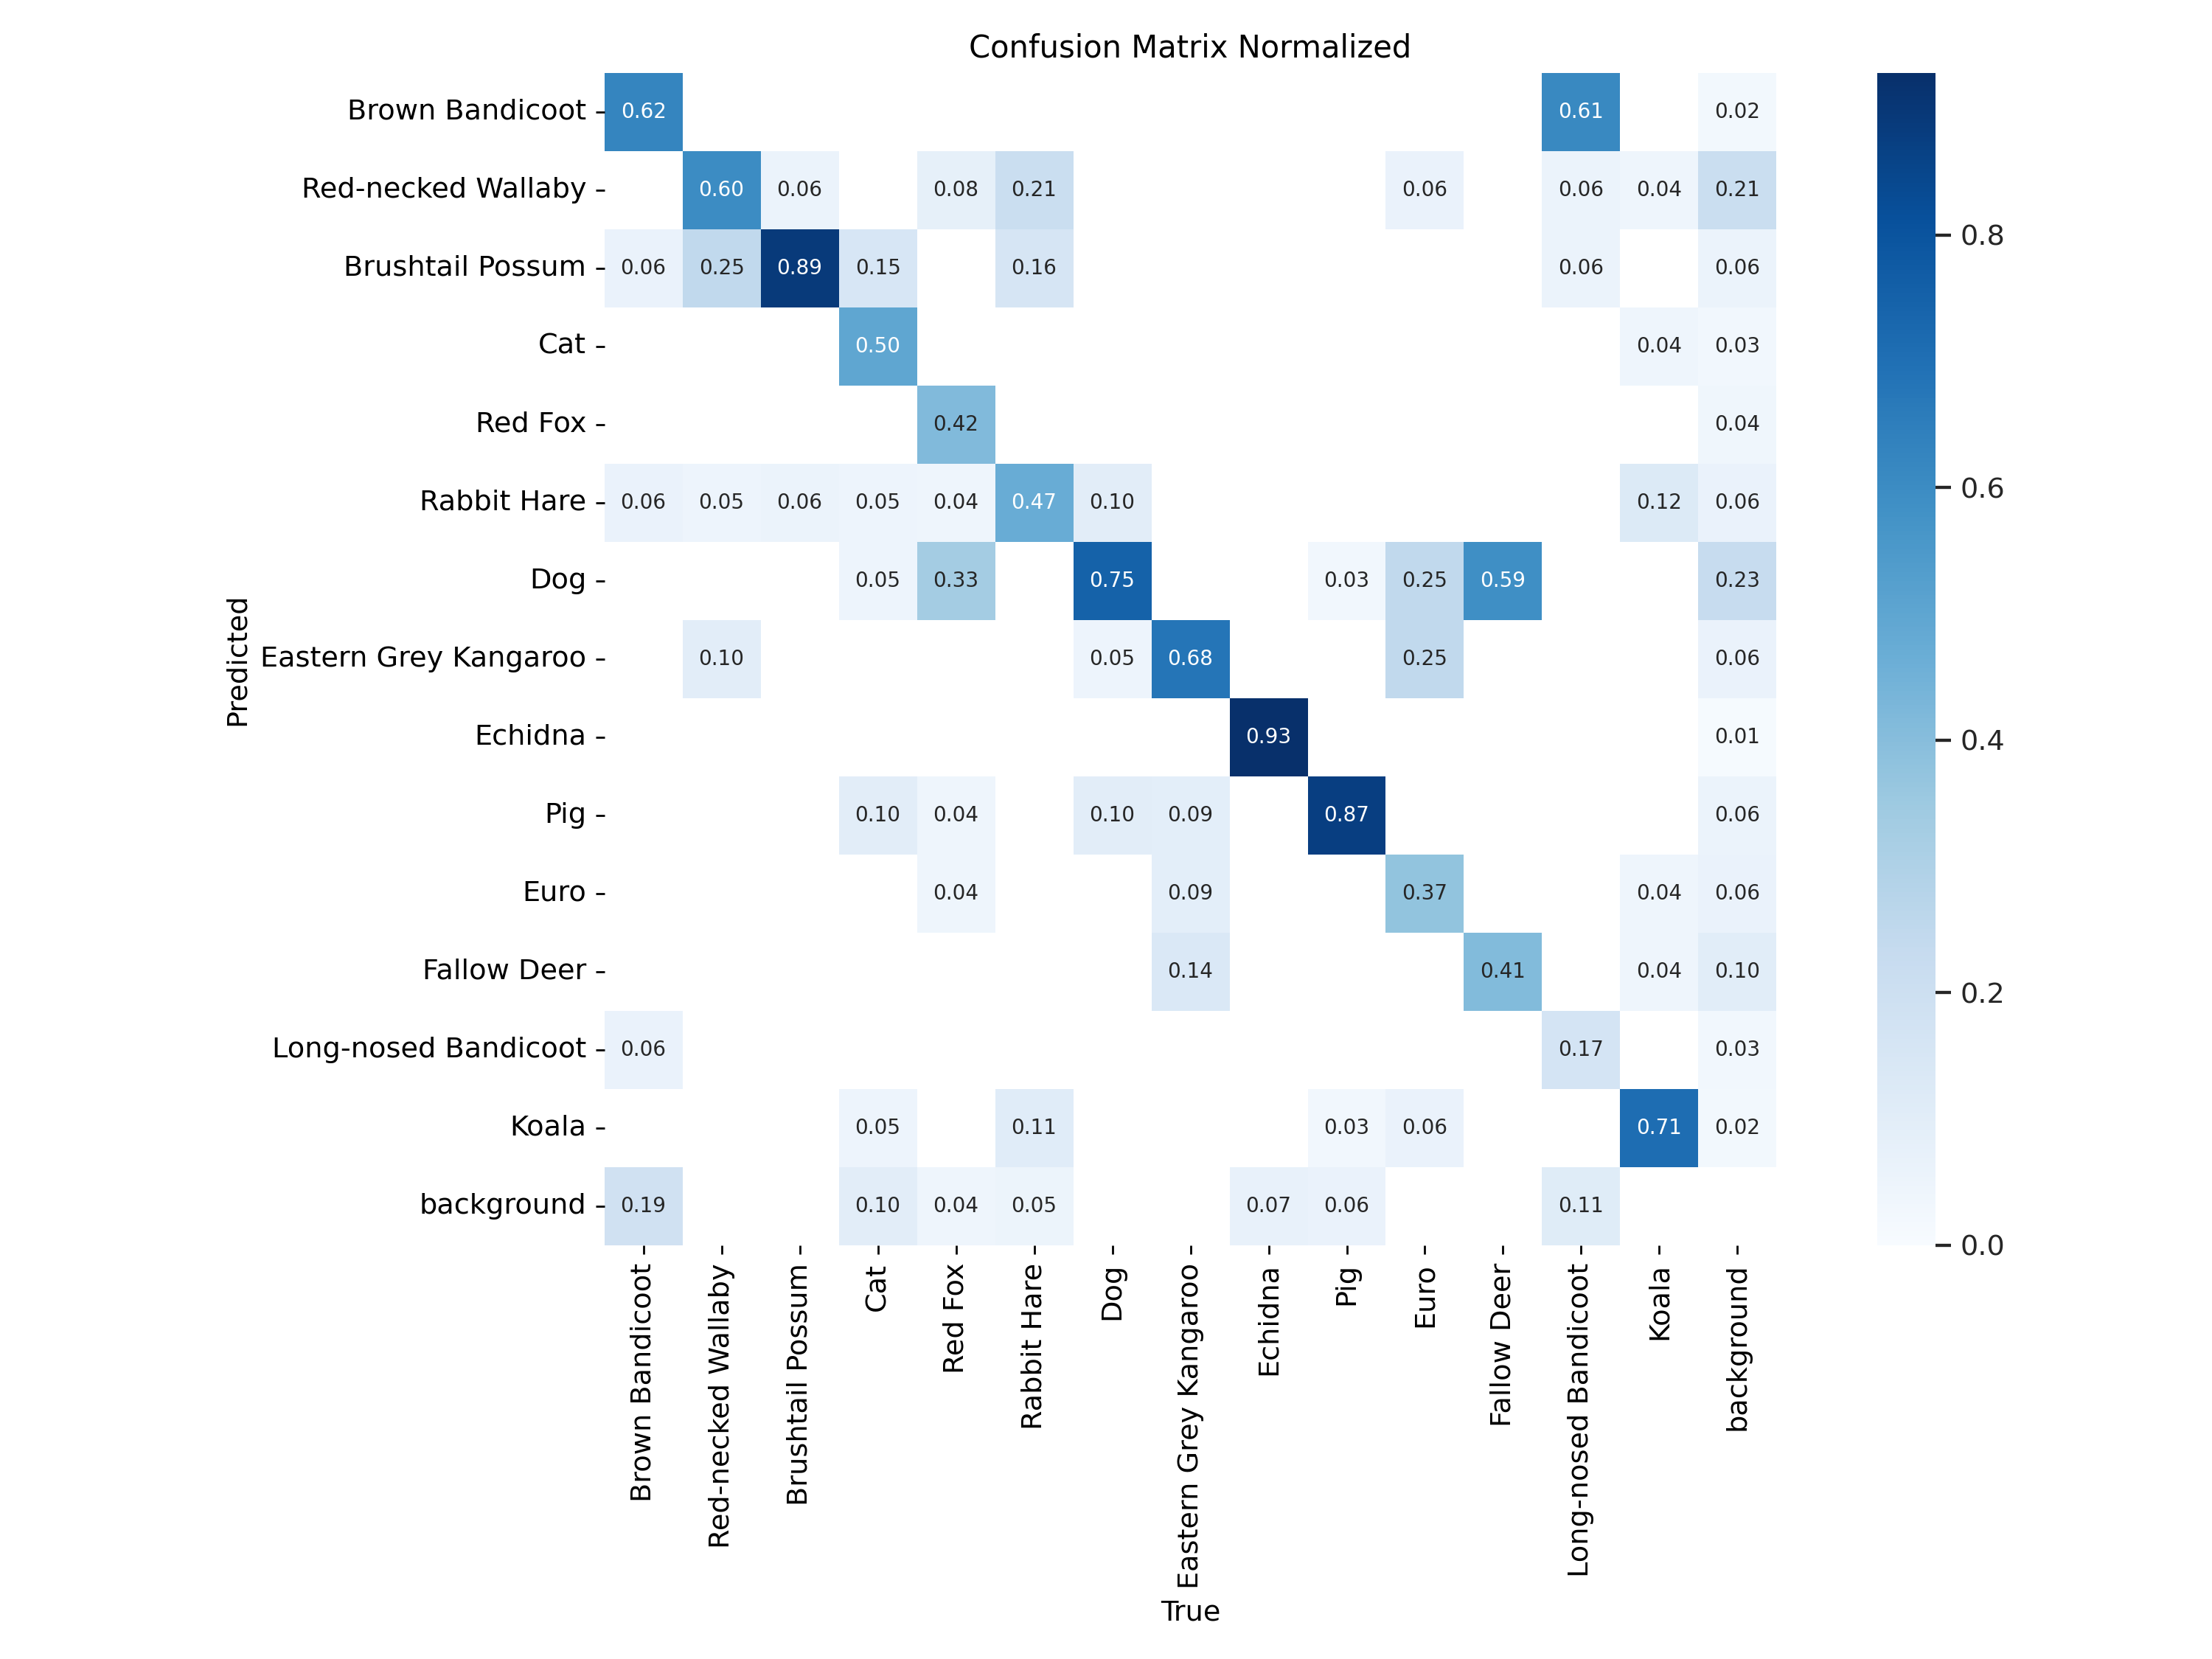 Confusion Matrix Normalized
Brown Bandicoot 0.62 0.61 0.02
Red-necked Wallaby 0.60 0.06 0.08 0.21 0.06 0.06 0.04 0.21
0.8
Brushtail Possum 0.06 0.25 0.89 0.15 0.16 0.06 0.06
Cat 0.50 0.04 0.03
Red Fox 0.42 0.04
0.6
Rabbit Hare 0.06 0.05 0.06 0.05 0.04 0.47 0.10 0.12 0.06
Dog 0.05 0.33 0.75 0.03 0.25 0.59 0.23
Predicted
Eastern Grey Kangaroo 0.10 0.05 0.68 0.25 0.06
Echidna 0.93 0.01
0.4
Pig 0.10 0.04 0.10 0.09 0.87 0.06
Euro 0.04 0.09 0.37 0.04 0.06
Fallow Deer 0.14 0.41 0.04 0.10
0.2
Long-nosed Bandicoot 0.06 0.17 0.03
Koala 0.05 0.11 0.03 0.06 0.71 0.02
background 0.19 0.10 0.04 0.05 0.07 0.06 0.11
0.0
Brown Bandicoot
Red-necked Wallaby
Brushtail Possum
Cat
Red Fox
Rabbit Hare
Dog
Eastern Grey Kangaroo
Echidna
Pig
Euro
Fallow Deer
Long-nosed Bandicoot
Koala
background
True